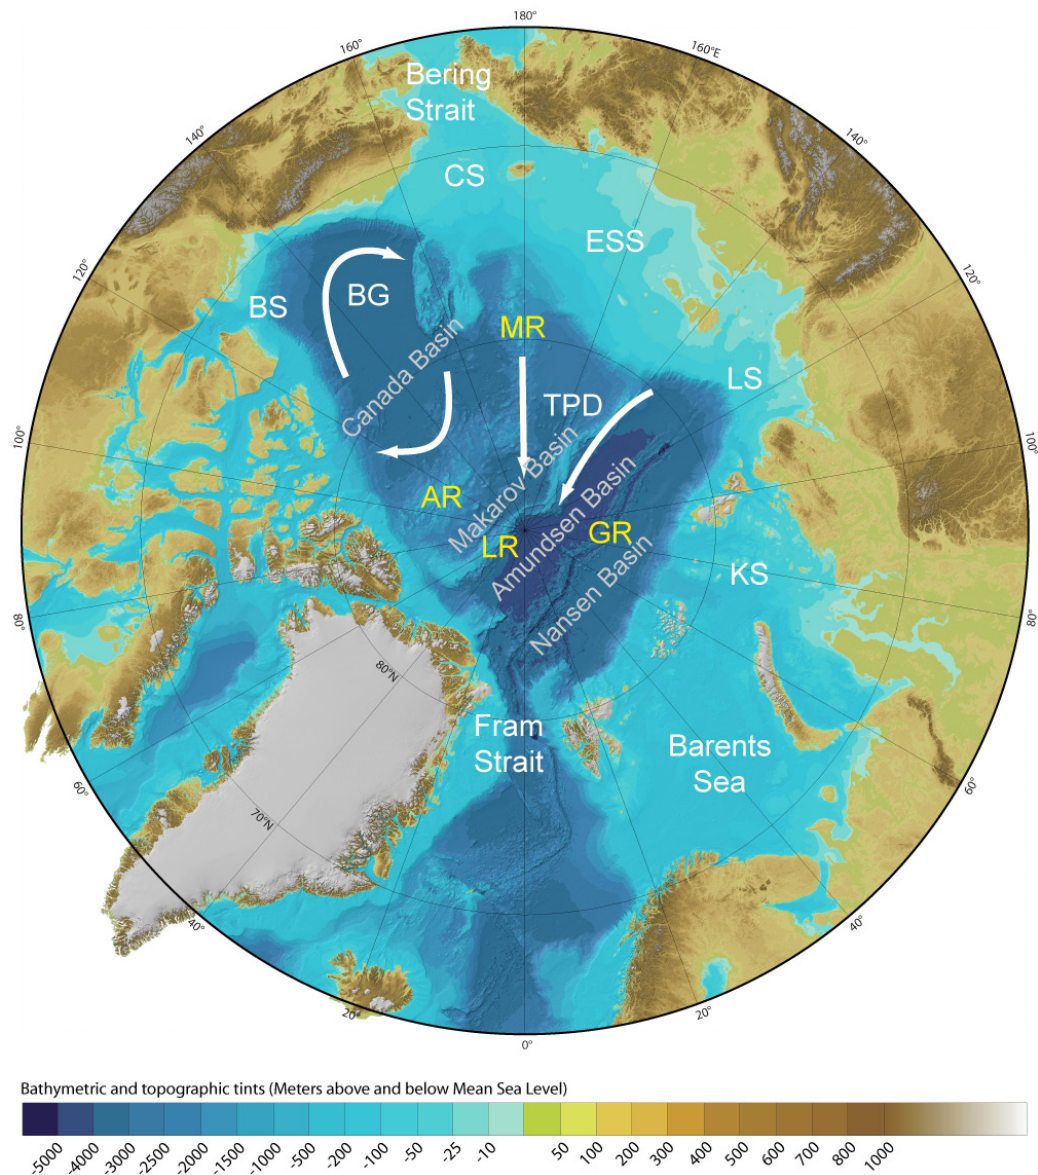 180°
160°
160°E
140°
140°
120°
120°
100°
100°
80°
80°
60°
60°
40°
40°
20°
20°
0°
Bering
Strait
CS
ESS
BS
BG
MR
LS
Canada Basin
TPD
Makarov Basin
AR
LR
GR
Amundsen Basin
Nansen Basin
KS
80°N
70°N
Fram
Strait
Barents
Sea
Bathymetric and topographic tints (Meters above and below Mean Sea Level)
-5000 -4000 -3000 -2500 -2000 -1500 -1000 -500 -200 -100 -50 -25 -10 50 100 200 300 400 500 600 700 800 1000